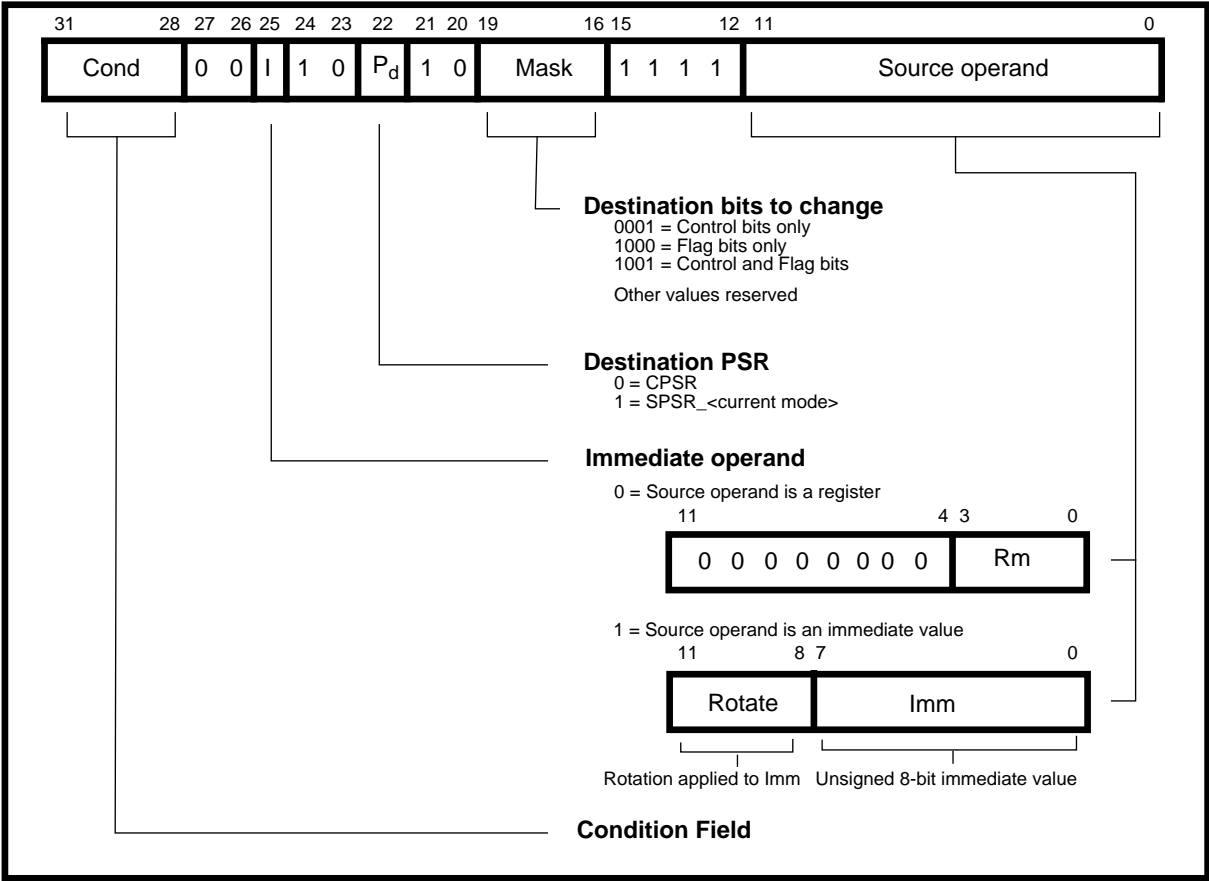 31 28 27 26 25 24 23 22 21 20 19 16 15 12 11 0
Cond 0 0 I 1 0 Pd 1 0 Mask 1 1 1 1 Source operand
Destination bits to change
0001 = Control bits only
1000 = Flag bits only
1001 = Control and Flag bits
Other values reserved
Destination PSR
0 = CPSR
1 = SPSR_<current mode>
Immediate operand
0 = Source operand is a register
11 4 3 0
0 0 0 0 0 0 0 0 Rm
1 = Source operand is an immediate value
11 8 7 0
Rotate Imm
Rotation applied to Imm Unsigned 8-bit immediate value
Condition Field